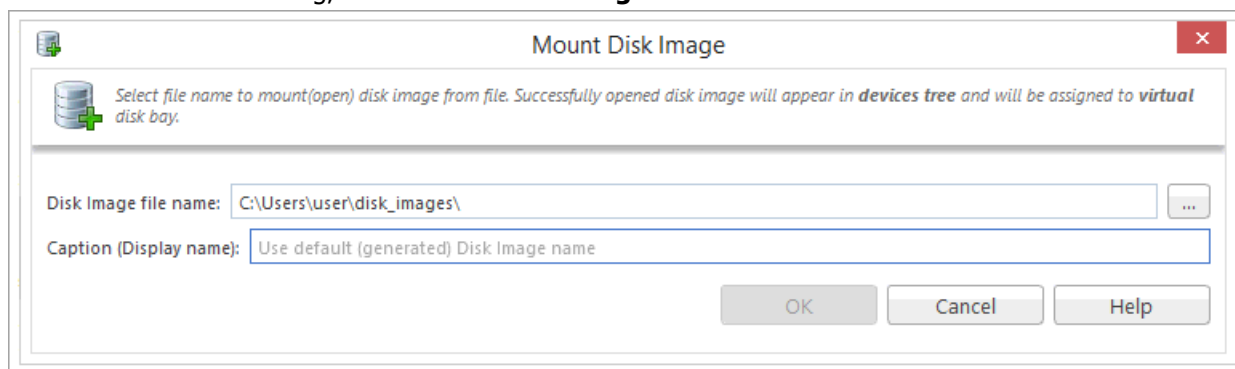 g,
g
Mount Disk Image
Select file name to mount(open) disk image from file. Successfully opened disk image will appear in devices tree and will be assigned to virtual
disk bay.
Disk Image file name: C:\Users\user\disk_images\ ...
Caption (Display name): Use default (generated) Disk Image name
OK Cancel Help